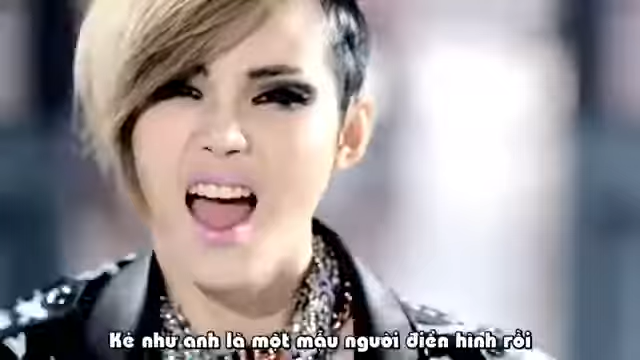 Kẻ như anh là một mẫu người điển hình rồi